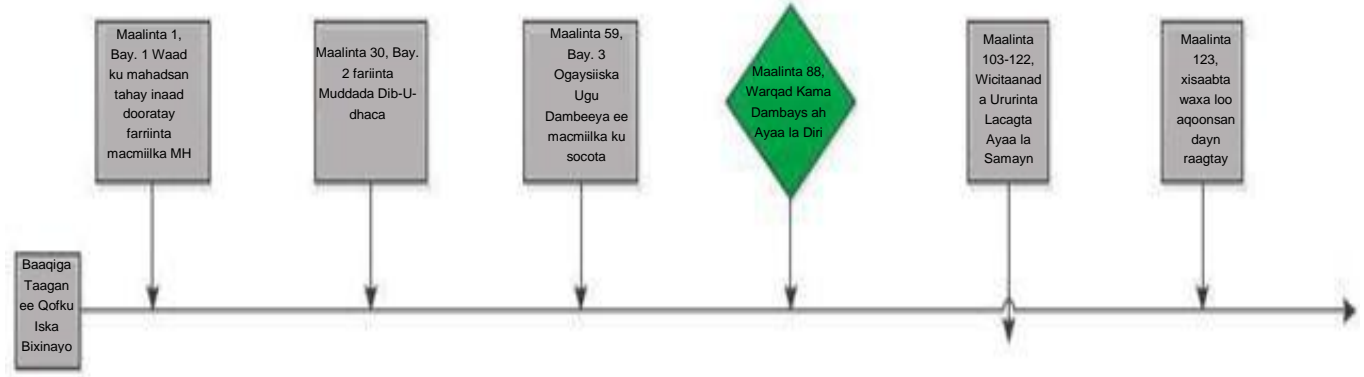 Maalinta 1,
Bay. 1 Waad
ku mahadsan
tahay inaad
dooratay
farriinta
macmiilka MH
Maalinta 30, Bay.
2 fariinta
Muddada Dib-U-
dhaca
Maalinta 59,
Bay. 3
Ogaysiiska
Ugu
Dambeeya ee
macmiilka ku
socota
Maalinta 88,
Warqad Kama
Dambays ah
Ayaa la Diri
Maalinta
103-122,
Wicitaanad
a Ururinta
Lacagta
Ayaa la
Samayn
Maalinta
123,
xisaabta
waxa loo
aqoonsan
dayn
raagtay
Baaqiga
Taagan
ee Qofku
Iska
Bixinayo